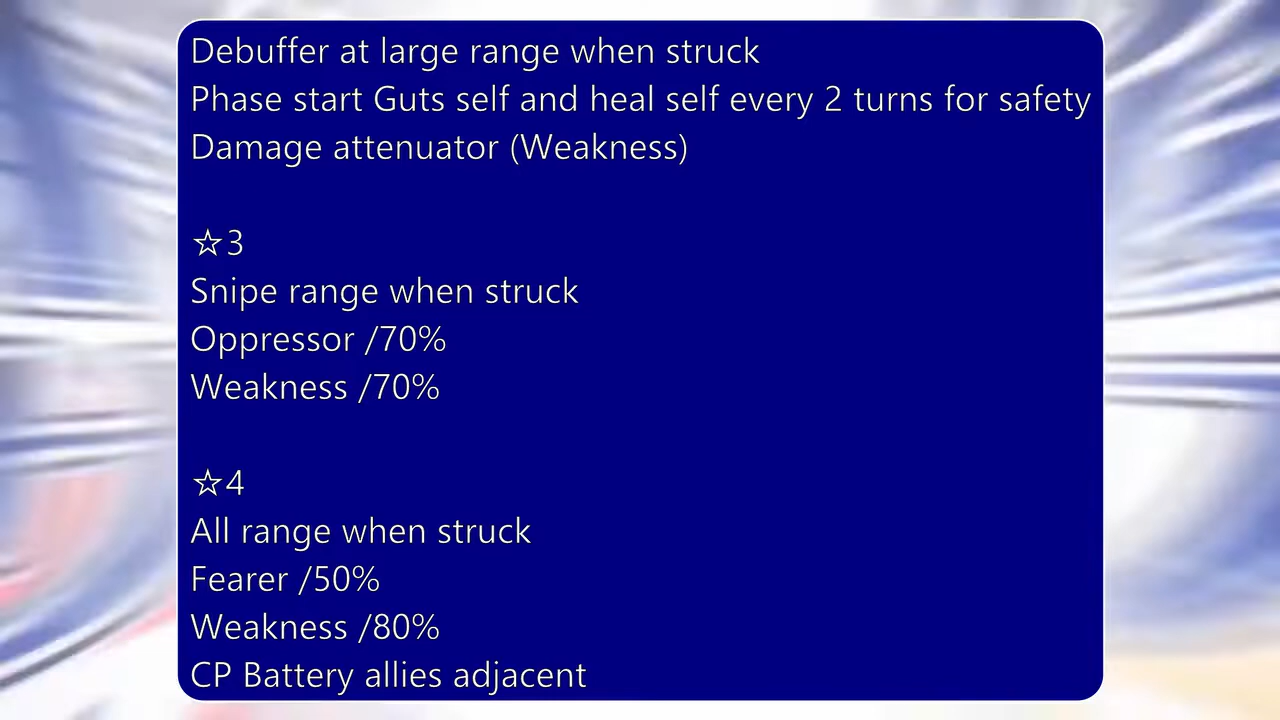 Debuffer at large range when struck
Phase start Guts self and heal self every 2 turns for safety
Damage attenuator (Weakness)
☆3
Snipe range when struck
Oppressor /70%
Weakness /70%
☆4
All range when struck
Fearer /50%
Weakness /80%
CP Battery allies adjacent